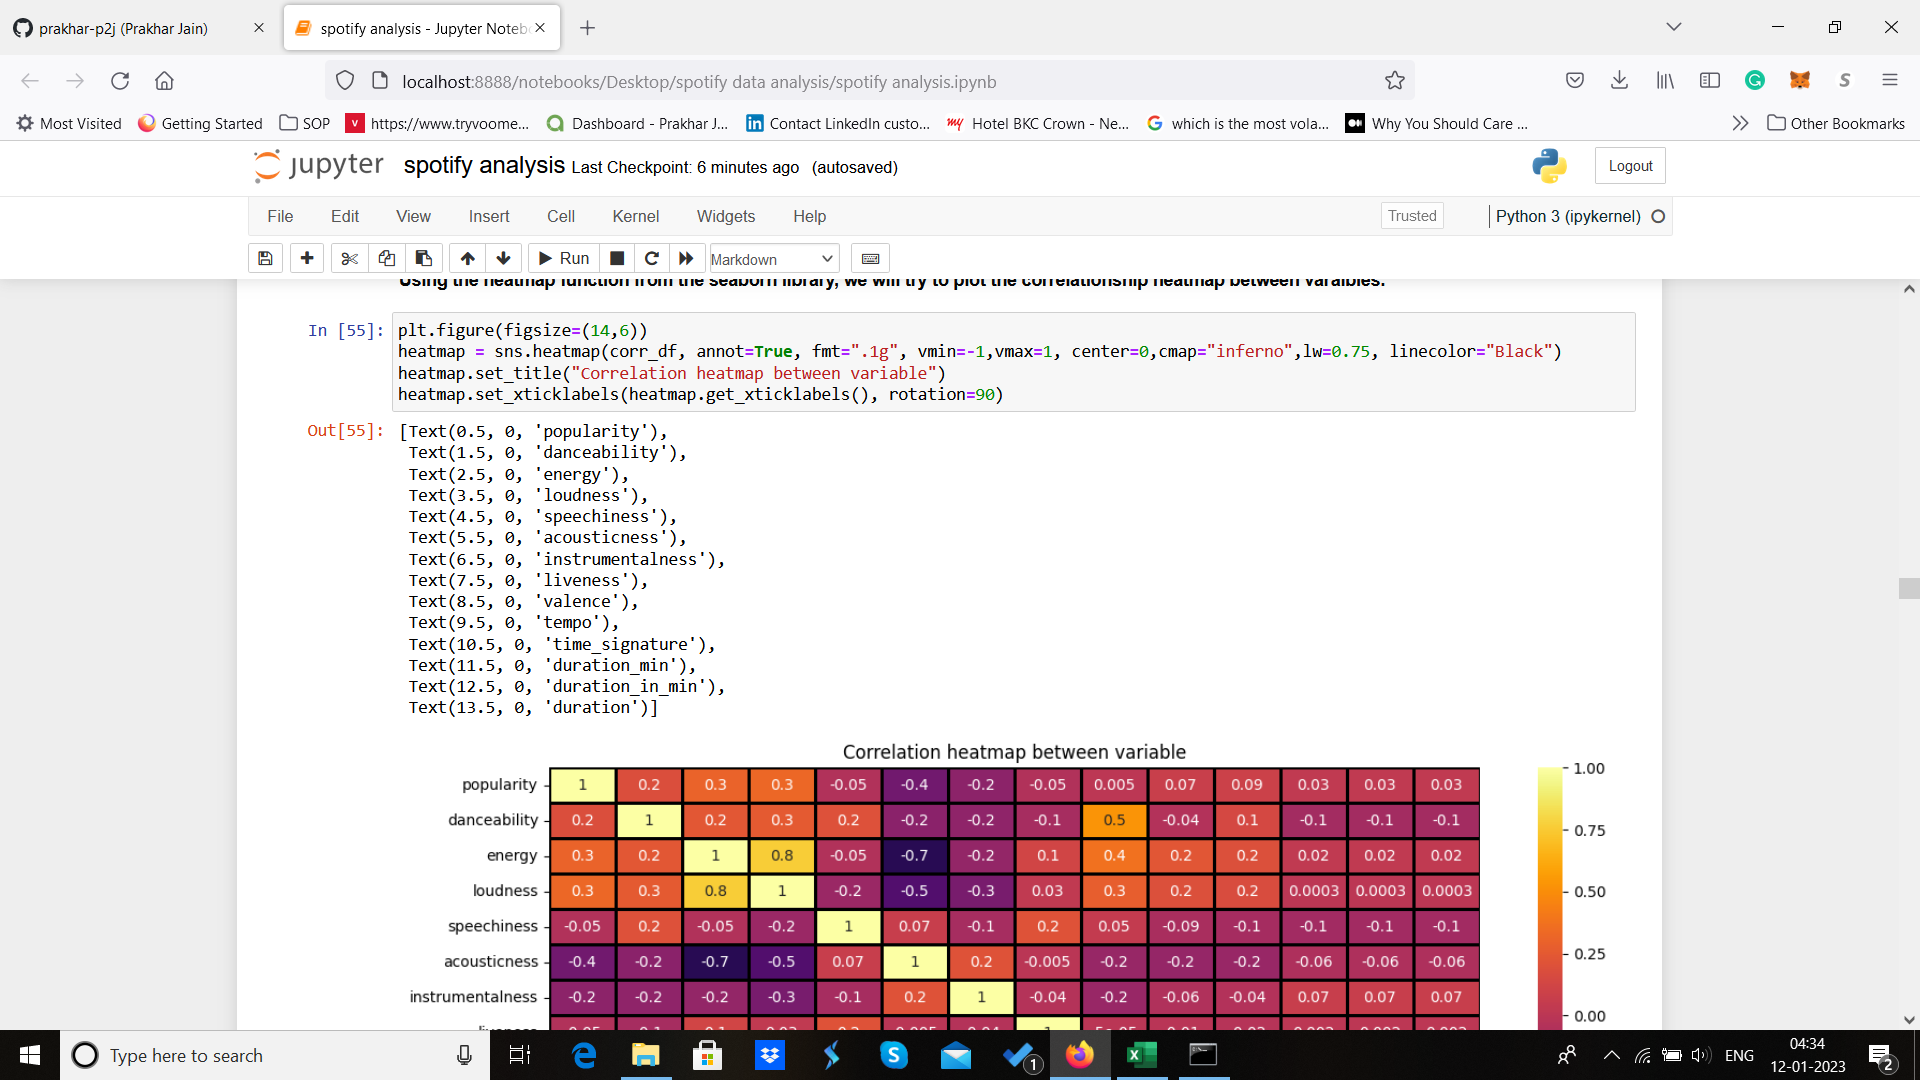 prakhar-p2j (Prakhar Jain)
spotify analysis - Jupyter Noteb
localhost:8888/notebooks/Desktop/spotify data analysis/spotify analysis.ipynb
S
Most Visited
Getting Started
SOP
https://www.tryvoome...
Dashboard - Prakhar J...
Contact LinkedIn custo...
Hotel BKC Crown - Ne...
which is the most vola...
Why You Should Care ...
Other Bookmarks
jupyter spotify analysis Last Checkpoint: 6 minutes ago (autosaved)
Logout
File Edit View Insert Cell Kernel Widgets Help
Trusted
Python 3 (ipykernel)
Run
Markdown
Using the heatmap function from the seaborn library, we will try to plot the correlationship heatmap between varaibles.
In [55]:
plt.figure(figsize=(14,6))
heatmap = sns.heatmap(corr_df, annot=True, fmt=".1g", vmin=-1,vmax=1, center=0,cmap="inferno",lw=0.75, linecolor="Black")
heatmap.set_title("Correlation heatmap between variable")
heatmap.set_xticklabels(heatmap.get_xticklabels(), rotation=90)
Out[55]:
[Text(0.5, 0, 'popularity'),
Text(1.5, 0, 'danceability'),
Text(2.5, 0, 'energy'),
Text(3.5, 0, 'loudness'),
Text(4.5, 0, 'speechiness'),
Text(5.5, 0, 'acousticness'),
Text(6.5, 0, 'instrumentalness'),
Text(7.5, 0, 'liveness'),
Text(8.5, 0, 'valence'),
Text(9.5, 0, 'tempo'),
Text(10.5, 0, 'time_signature'),
Text(11.5, 0, 'duration_min'),
Text(12.5, 0, 'duration_in_min'),
Text(13.5, 0, 'duration')]
Correlation heatmap between variable
popularity 1 0.2 0.3 0.3 -0.05 -0.4 -0.2 -0.05 0.005 0.07 0.09 0.03 0.03 0.03
danceability 0.2 1 0.2 0.3 0.2 -0.2 -0.2 -0.1 0.5 -0.04 0.1 -0.1 -0.1 -0.1
energy 0.3 0.2 1 0.8 -0.05 -0.7 -0.2 0.1 0.4 0.2 0.2 0.02 0.02 0.02
loudness 0.3 0.3 0.8 1 -0.2 -0.5 -0.3 0.03 0.3 0.2 0.2 0.0003 0.0003 0.0003
speechiness -0.05 0.2 -0.05 -0.2 1 0.07 -0.1 0.2 0.05 -0.09 -0.1 -0.1 -0.1 -0.1
acousticness -0.4 -0.2 -0.7 -0.5 0.07 1 0.2 -0.005 -0.2 -0.2 -0.2 -0.06 -0.06 -0.06
instrumentalness -0.2 -0.2 -0.2 -0.3 -0.1 0.2 1 -0.04 -0.2 -0.06 -0.04 0.07 0.07 0.07
1.00
0.75
0.50
0.25
0.00
Type here to search
1
ENG
04:34
12-01-2023
2